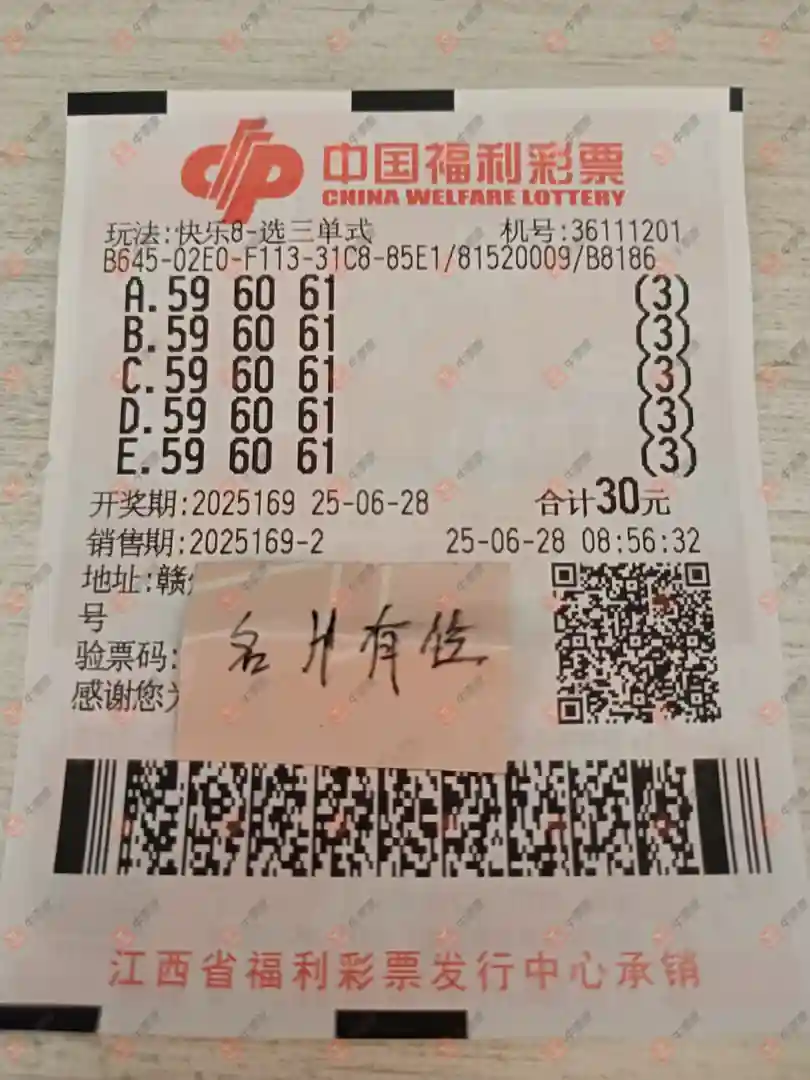 中国福利彩票
CHINA WELFARE LOTTERY
玩法:快乐8-选三单式 机号:36111201
B645-02E0-F113-31C8-85E1/81520009/B8186
A.59 60 61 (3)
B.59 60 61 (3)
C.59 60 61 (3)
D.59 60 61 (3)
E.59 60 61 (3)
开奖期:2025169 25-06-28 合计30元
销售期:2025169-2 25-06-28 08:56:32
地址:赣
号
名片有位
验票码:
感谢您
江西省福利彩票发行中心承销